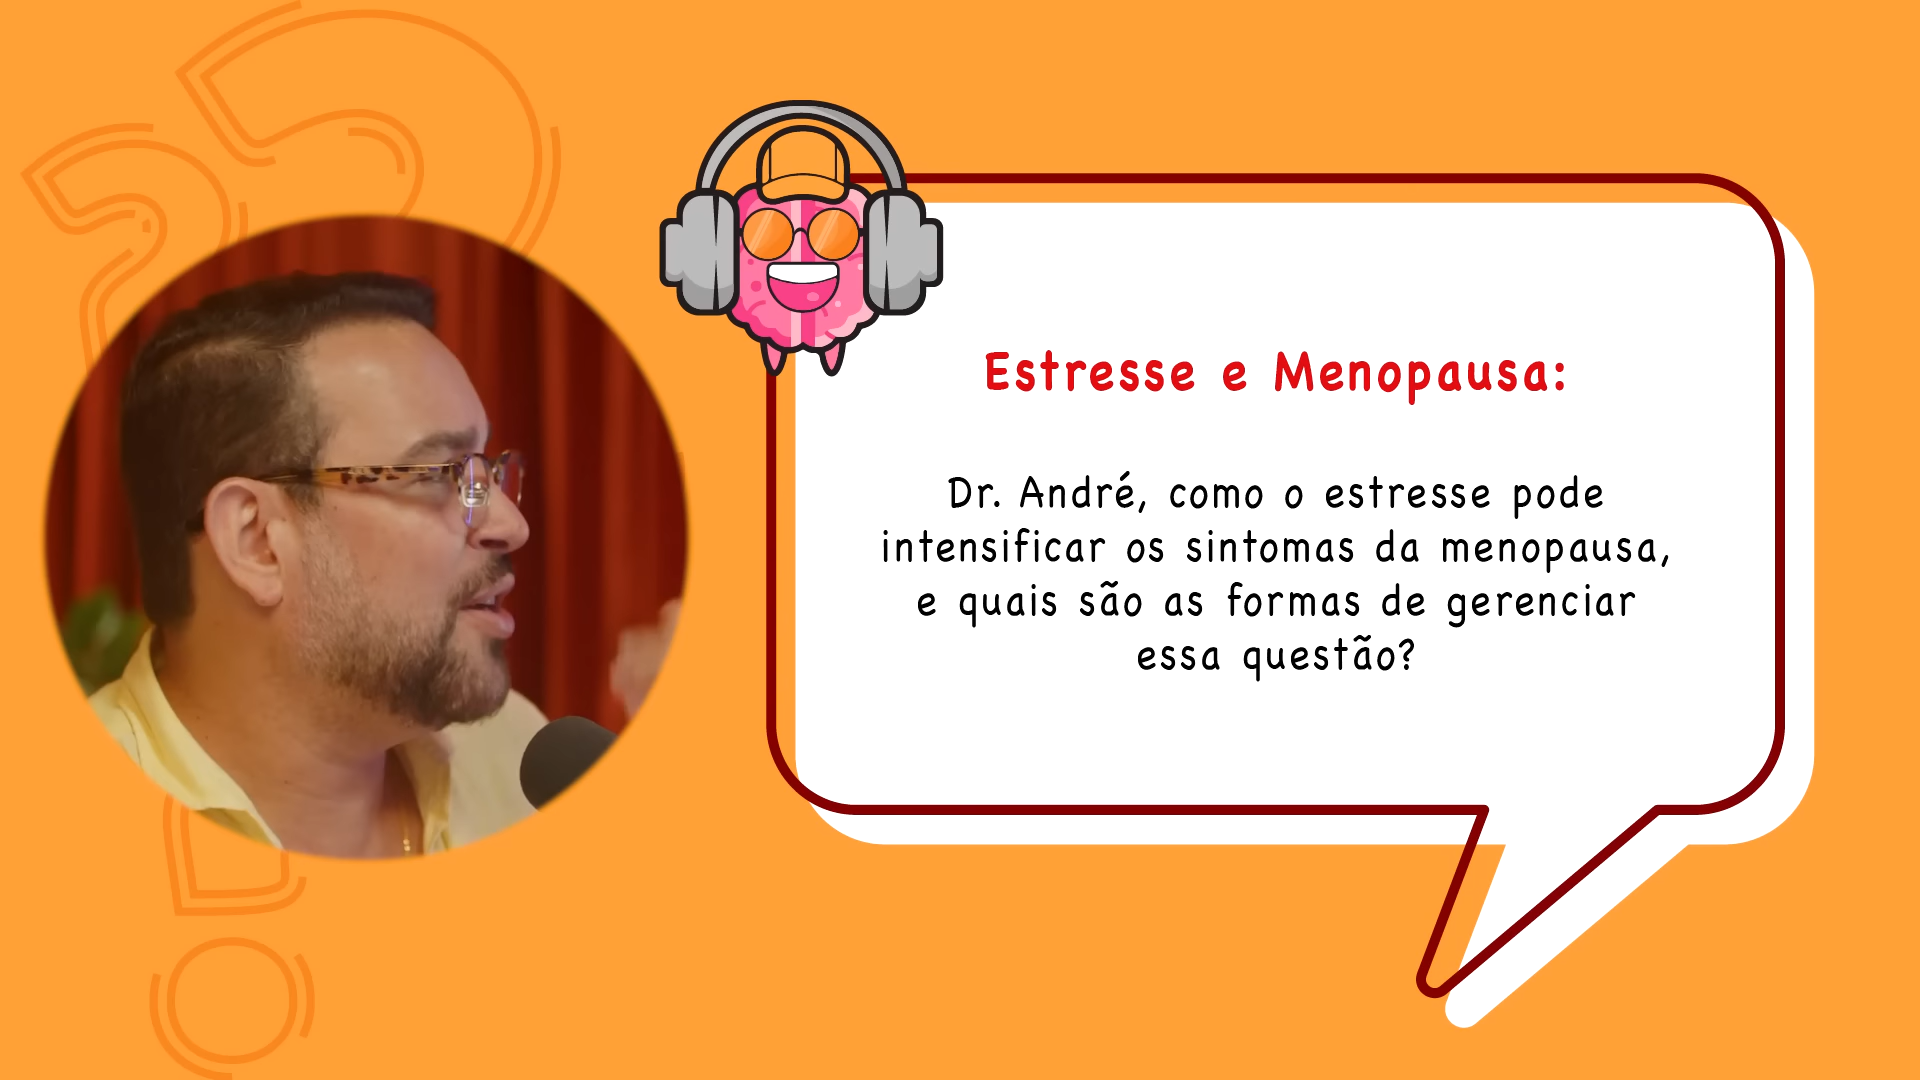 Estresse e Menopausa:
Dr. André, como o estresse pode
intensificar os sintomas da menopausa,
e quais são as formas de gerenciar
essa questão?